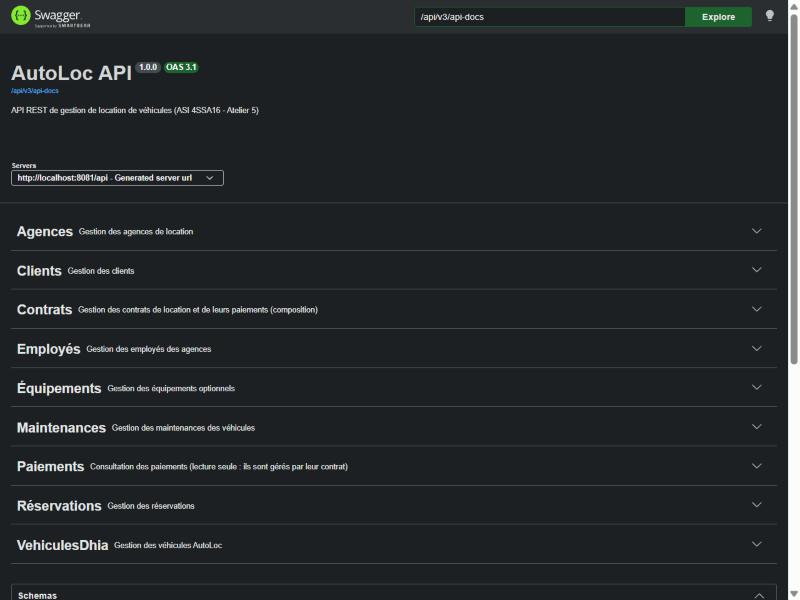 Swagger
Supported by SMARTBEAR
/api/v3/api-docs
Explore
AutoLoc API 1.0.0 OAS 3.1
/api/v3/api-docs
API REST de gestion de location de véhicules (ASI 4SSA16 - Atelier 5)
Servers
http://localhost:8081/api - Generated server url
Agences Gestion des agences de location
Clients Gestion des clients
Contrats Gestion des contrats de location et de leurs paiements (composition)
Employés Gestion des employés des agences
Équipements Gestion des équipements optionnels
Maintenances Gestion des maintenances des véhicules
Paiements Consultation des paiements (lecture seule : ils sont gérés par leur contrat)
Réservations Gestion des réservations
VehiculesDhia Gestion des véhicules AutoLoc
Schemas